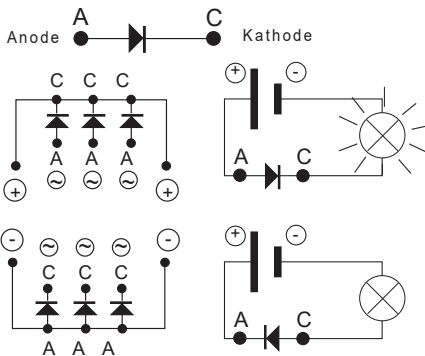 A C
Anode Kathode
C C C
A A A
~ ~ ~
+ +
+ -
A C
- ~ ~ ~ -
C C C
A A A
+ -
A C